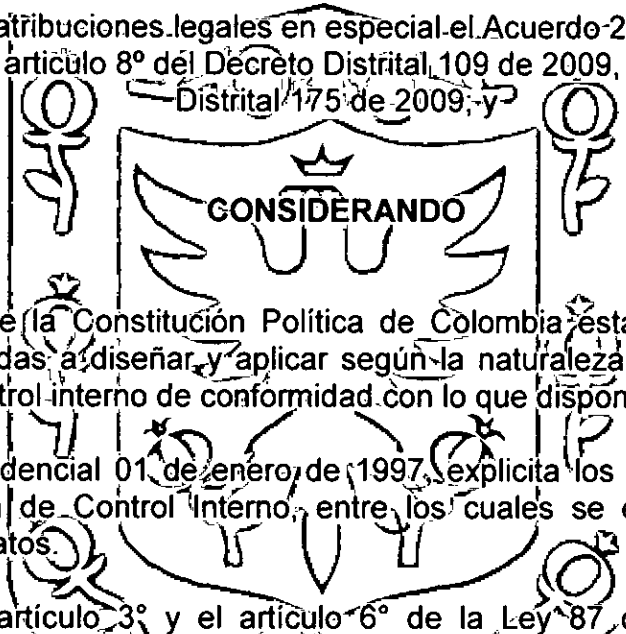 atribuciones legales en especial el Acuerdo 2
artículo 8º del Decreto Distrital 109 de 2009,
Distrital 175 de 2009, y
CONSIDERANDO
la Constitución Política de Colombia esta
das a diseñar y aplicar según la naturaleza
trol interno de conformidad con lo que dispon
dencial 01 de enero de 1997, explicita los
de Control Interno, entre los cuales se
atos.
artículo 3º y el artículo 6° de la Ley 87